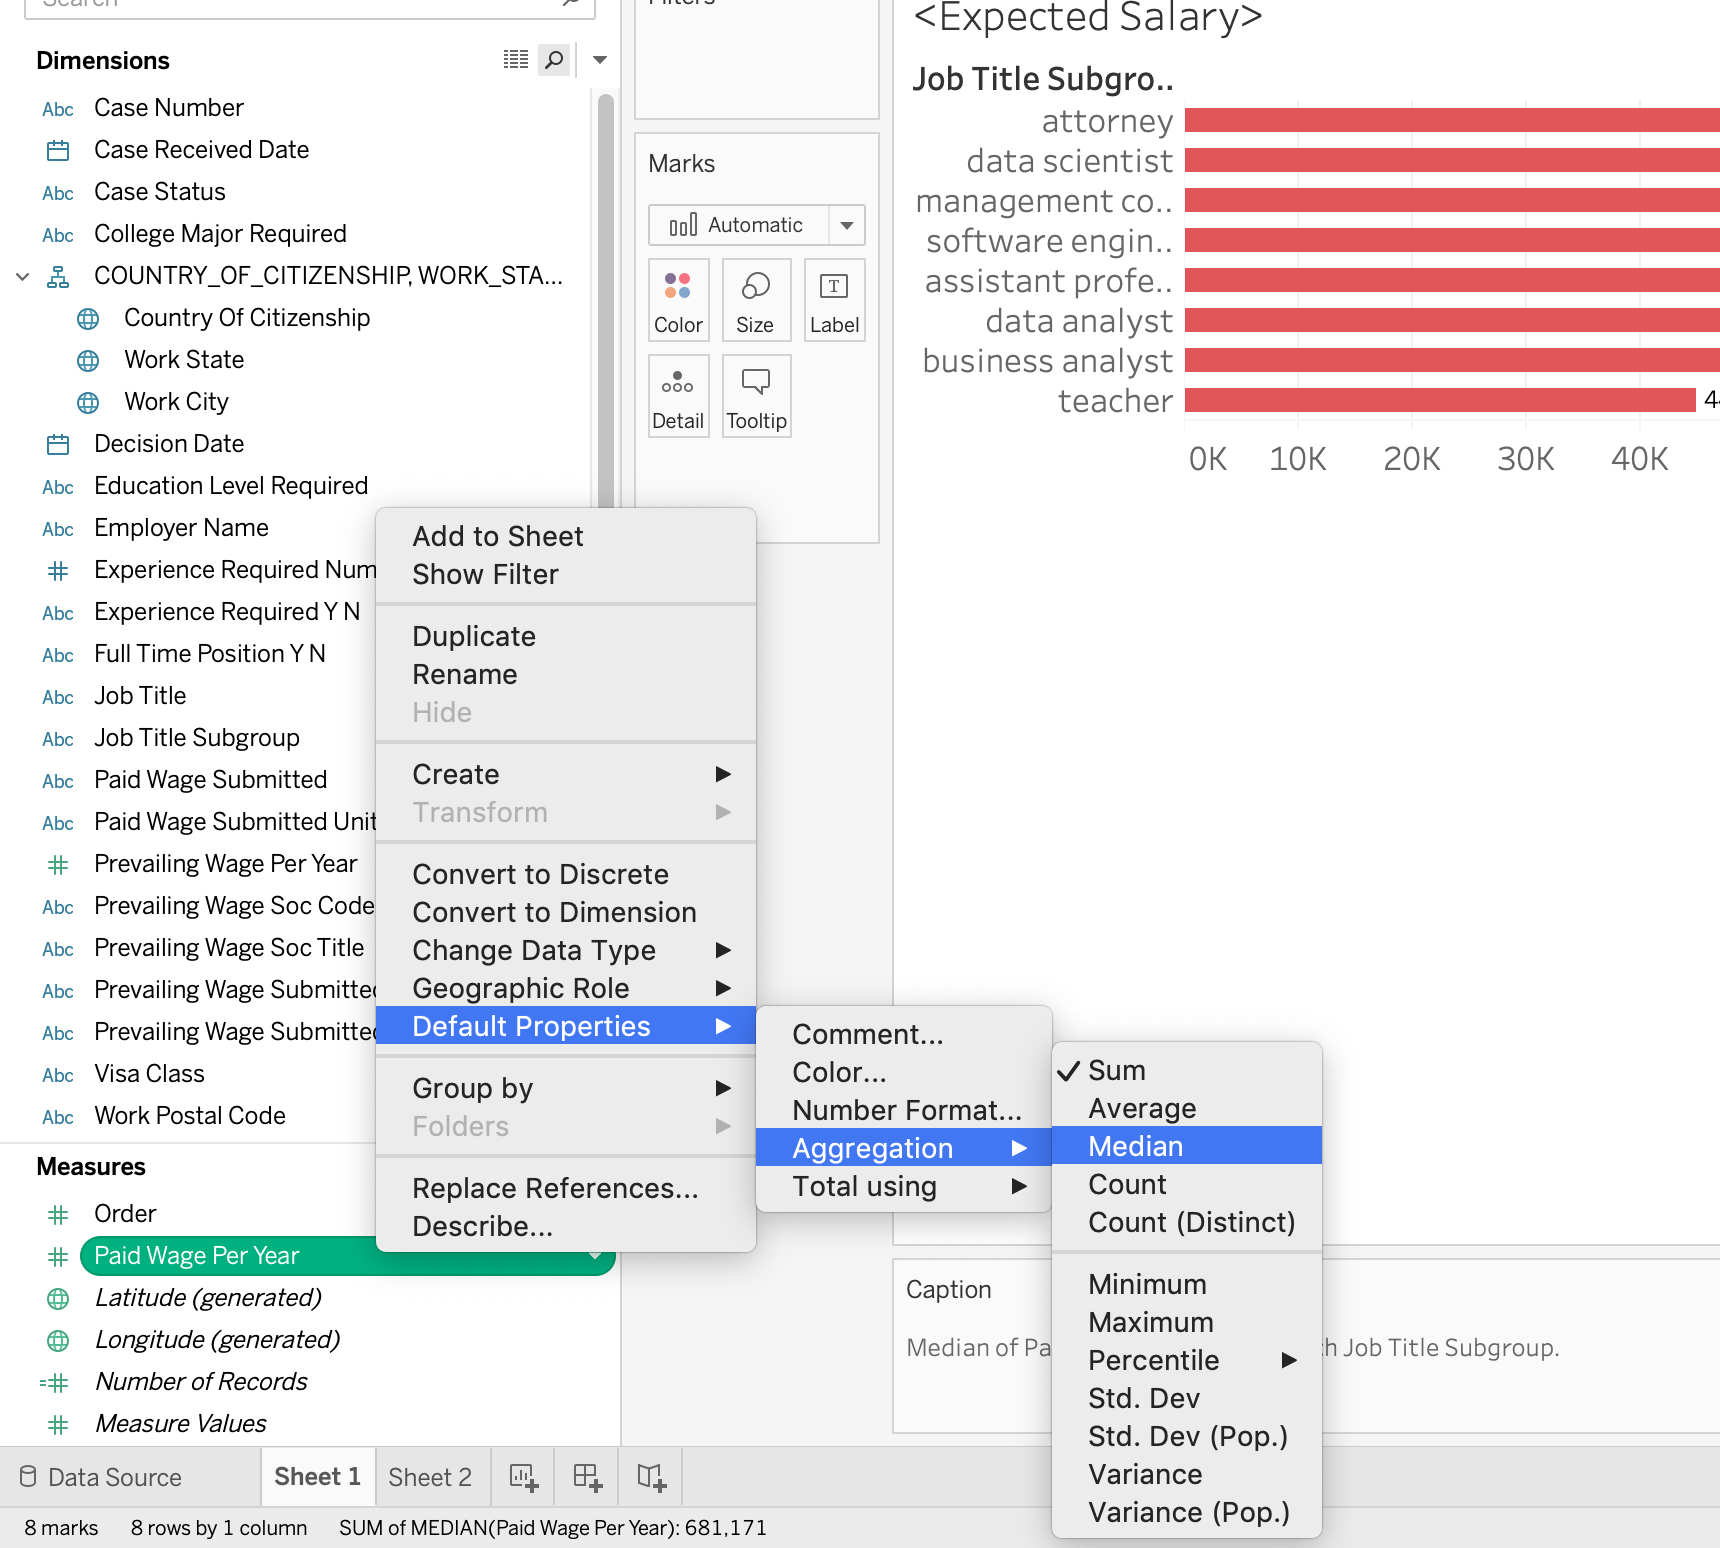 Search
Dimensions
Abc Case Number
Case Received Date
Abc Case Status
Abc College Major Required
COUNTRY_OF_CITIZENSHIP, WORK_STA...
Country Of Citizenship
Work State
Work City
Decision Date
Abc Education Level Required
Abc Employer Name
Experience Required Num
Abc Experience Required Y N
Abc Full Time Position Y N
Abc Job Title
Abc Job Title Subgroup
Abc Paid Wage Submitted
Abc Paid Wage Submitted Unit
Prevailing Wage Per Year
Abc Prevailing Wage Soc Code
Abc Prevailing Wage Soc Title
Abc Prevailing Wage Submitted
Abc Prevailing Wage Submitted
Abc Visa Class
Abc Work Postal Code
Measures
Order
Paid Wage Per Year
Latitude (generated)
Longitude (generated)
Number of Records
Measure Values
Filters
Marks
Automatic
Color
Size
T
Label
Detail
Tooltip
<Expected Salary>
Job Title Subgro..
attorney
data scientist
management co..
software engin..
assistant profe..
data analyst
business analyst
teacher
0K 10K 20K 30K 40K
Add to Sheet
Show Filter
Duplicate
Rename
Hide
Create
Transform
Convert to Discrete
Convert to Dimension
Change Data Type
Geographic Role
Default Properties
Group by
Folders
Replace References...
Describe...
Comment...
Color...
Number Format...
Aggregation
Total using
✓ Sum
Average
Median
Count
Count (Distinct)
Minimum
Maximum
Percentile
Std. Dev
Std. Dev (Pop.)
Variance
Variance (Pop.)
Caption
Median of Pa
h Job Title Subgroup.
Data Source
Sheet 1
Sheet 2
8 marks 8 rows by 1 column SUM of MEDIAN(Paid Wage Per Year): 681,171